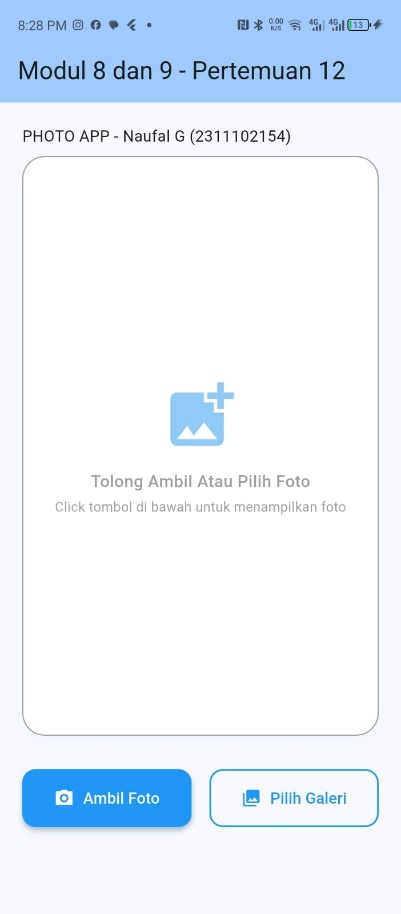 8:28 PM 0.00 K/S 4G 4G 13
Modul 8 dan 9 - Pertemuan 12
PHOTO APP - Naufal G (2311102154)
Tolong Ambil Atau Pilih Foto
Click tombol di bawah untuk menampilkan foto
Ambil Foto Pilih Galeri